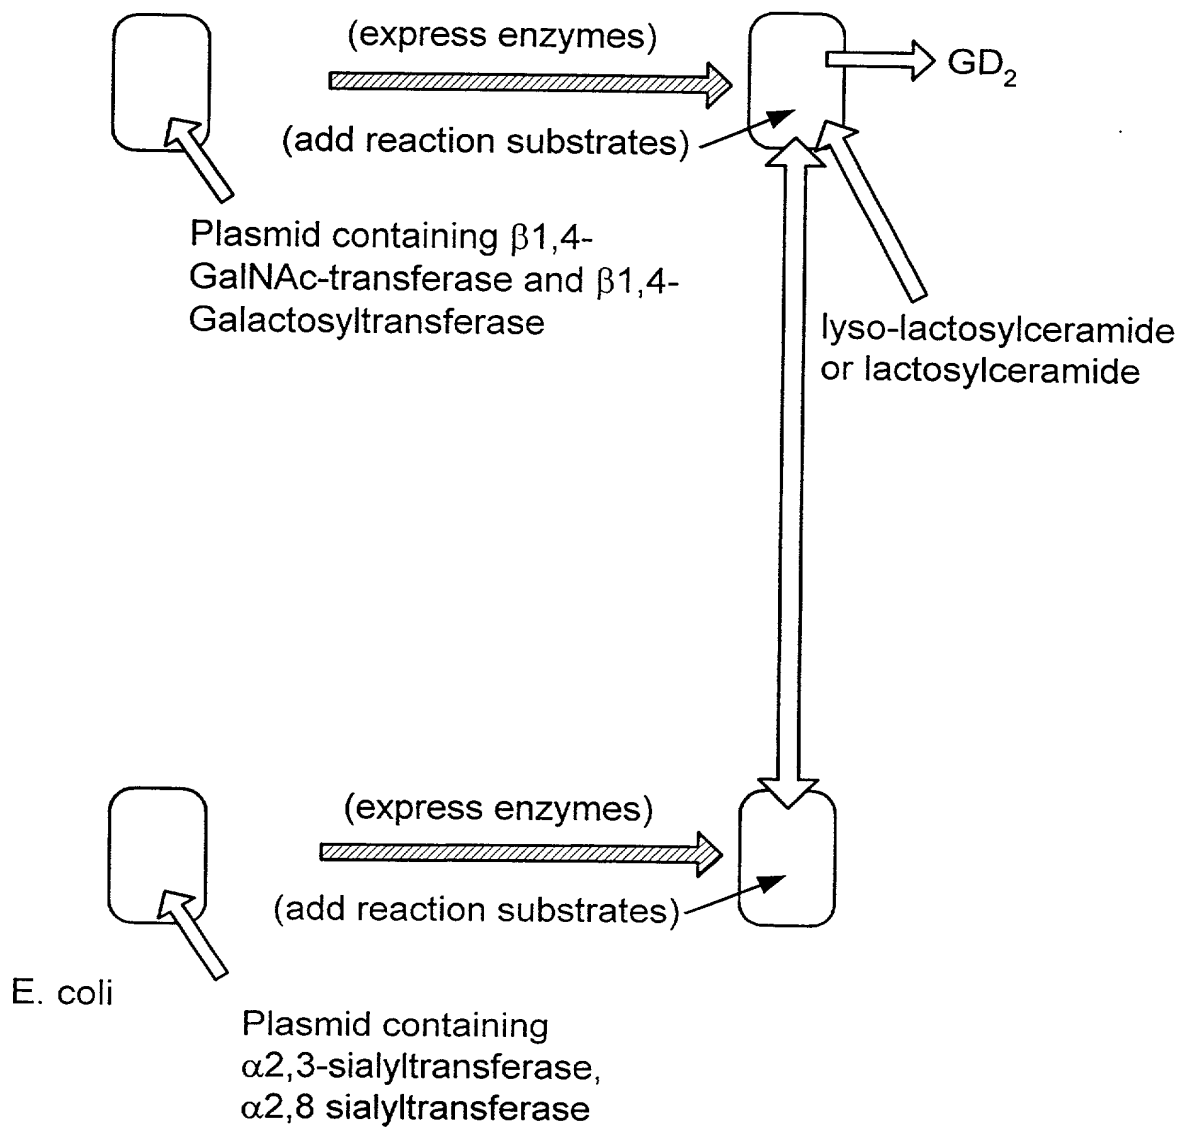 (express enzymes)
GD₂
(add reaction substrates)
Plasmid containing β1,4-
GalNAc-transferase and β1,4-
Galactosyltransferase
lyso-lactosylceramide
or lactosylceramide
(express enzymes)
(add reaction substrates)
E. coli
Plasmid containing
α2,3-sialyltransferase,
α2,8 sialyltransferase